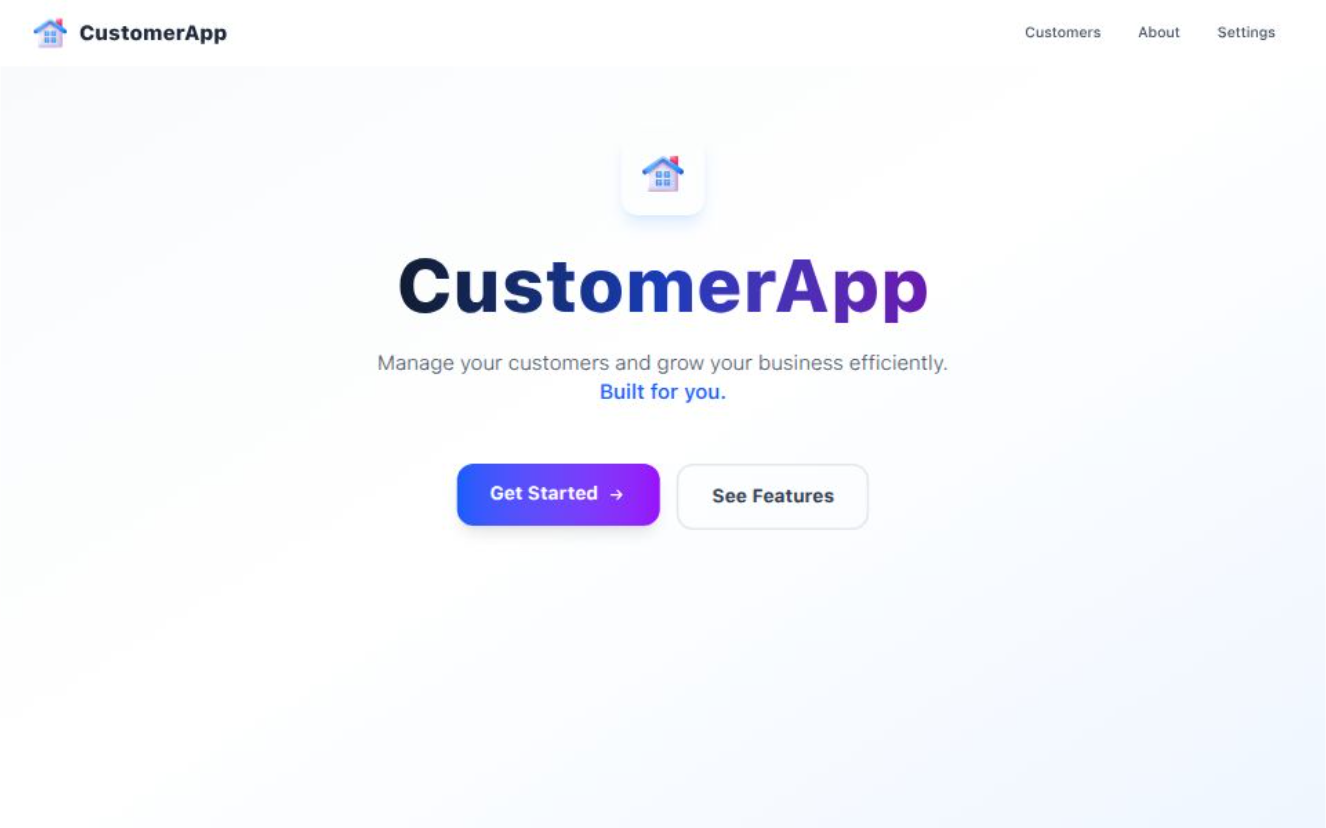 CustomerApp
Customers About Settings
CustomerApp
Manage your customers and grow your business efficiently.
Built for you.
Get Started →
See Features